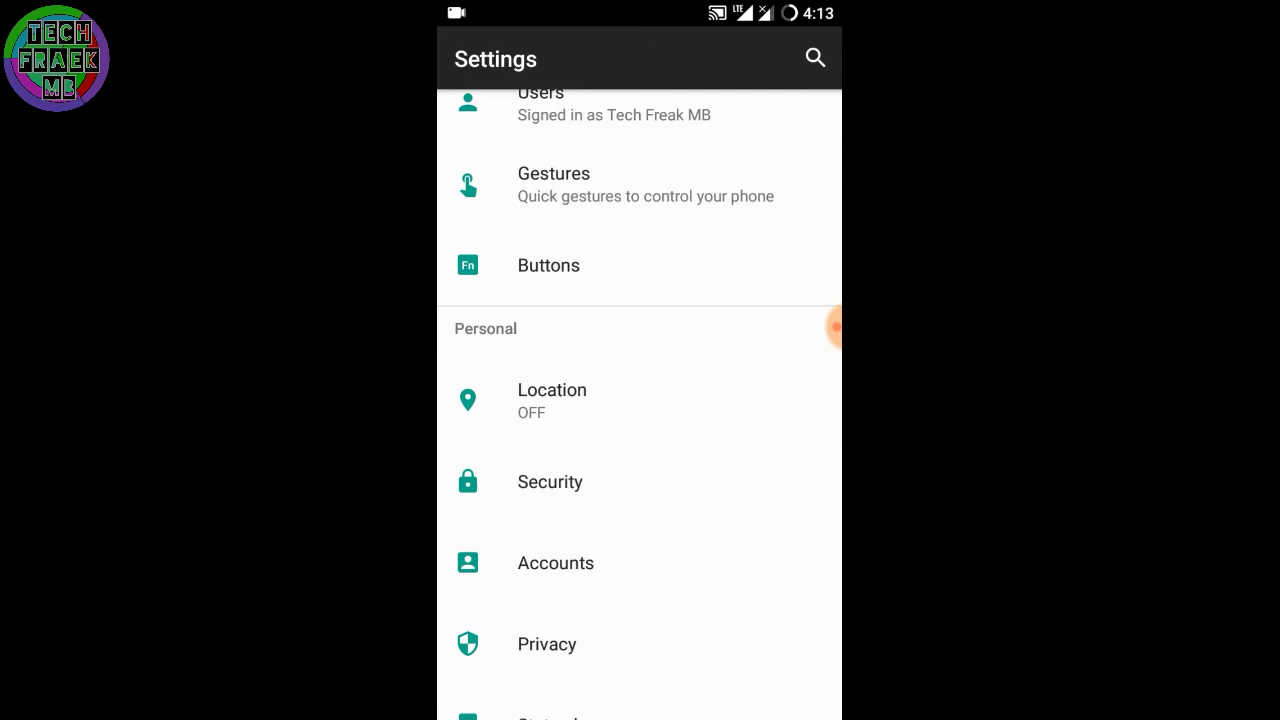 TECH
FRAEK
MB
LTE
4:13
Settings
Users
Signed in as Tech Freak MB
Gestures
Quick gestures to control your phone
Fn
Buttons
Personal
Location
OFF
Security
Accounts
Privacy